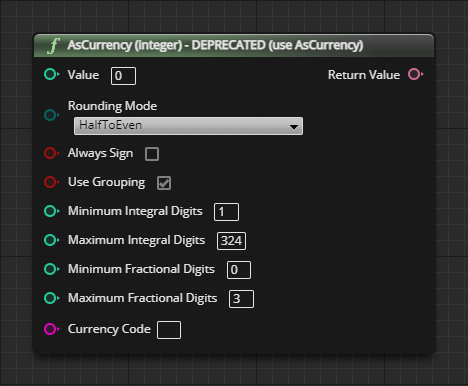 f AsCurrency (integer) - DEPRECATED (use AsCurrency)
Value 0 Return Value
Rounding Mode
HalfToEven
Always Sign
Use Grouping
Minimum Integral Digits 1
Maximum Integral Digits 324
Minimum Fractional Digits 0
Maximum Fractional Digits 3
Currency Code